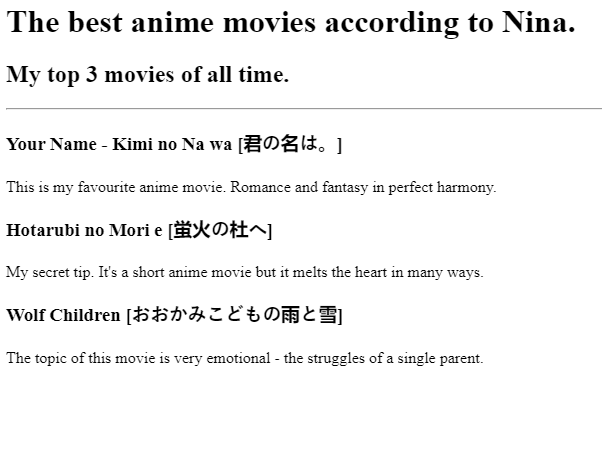 The best anime movies according to Nina.
My top 3 movies of all time.
Your Name - Kimi no Na wa [君の名は。]
This is my favourite anime movie. Romance and fantasy in perfect harmony.
Hotarubi no Mori e [蛍火の杜へ]
My secret tip. It's a short anime movie but it melts the heart in many ways.
Wolf Children [おおかみこどもの雨と雪]
The topic of this movie is very emotional - the struggles of a single parent.